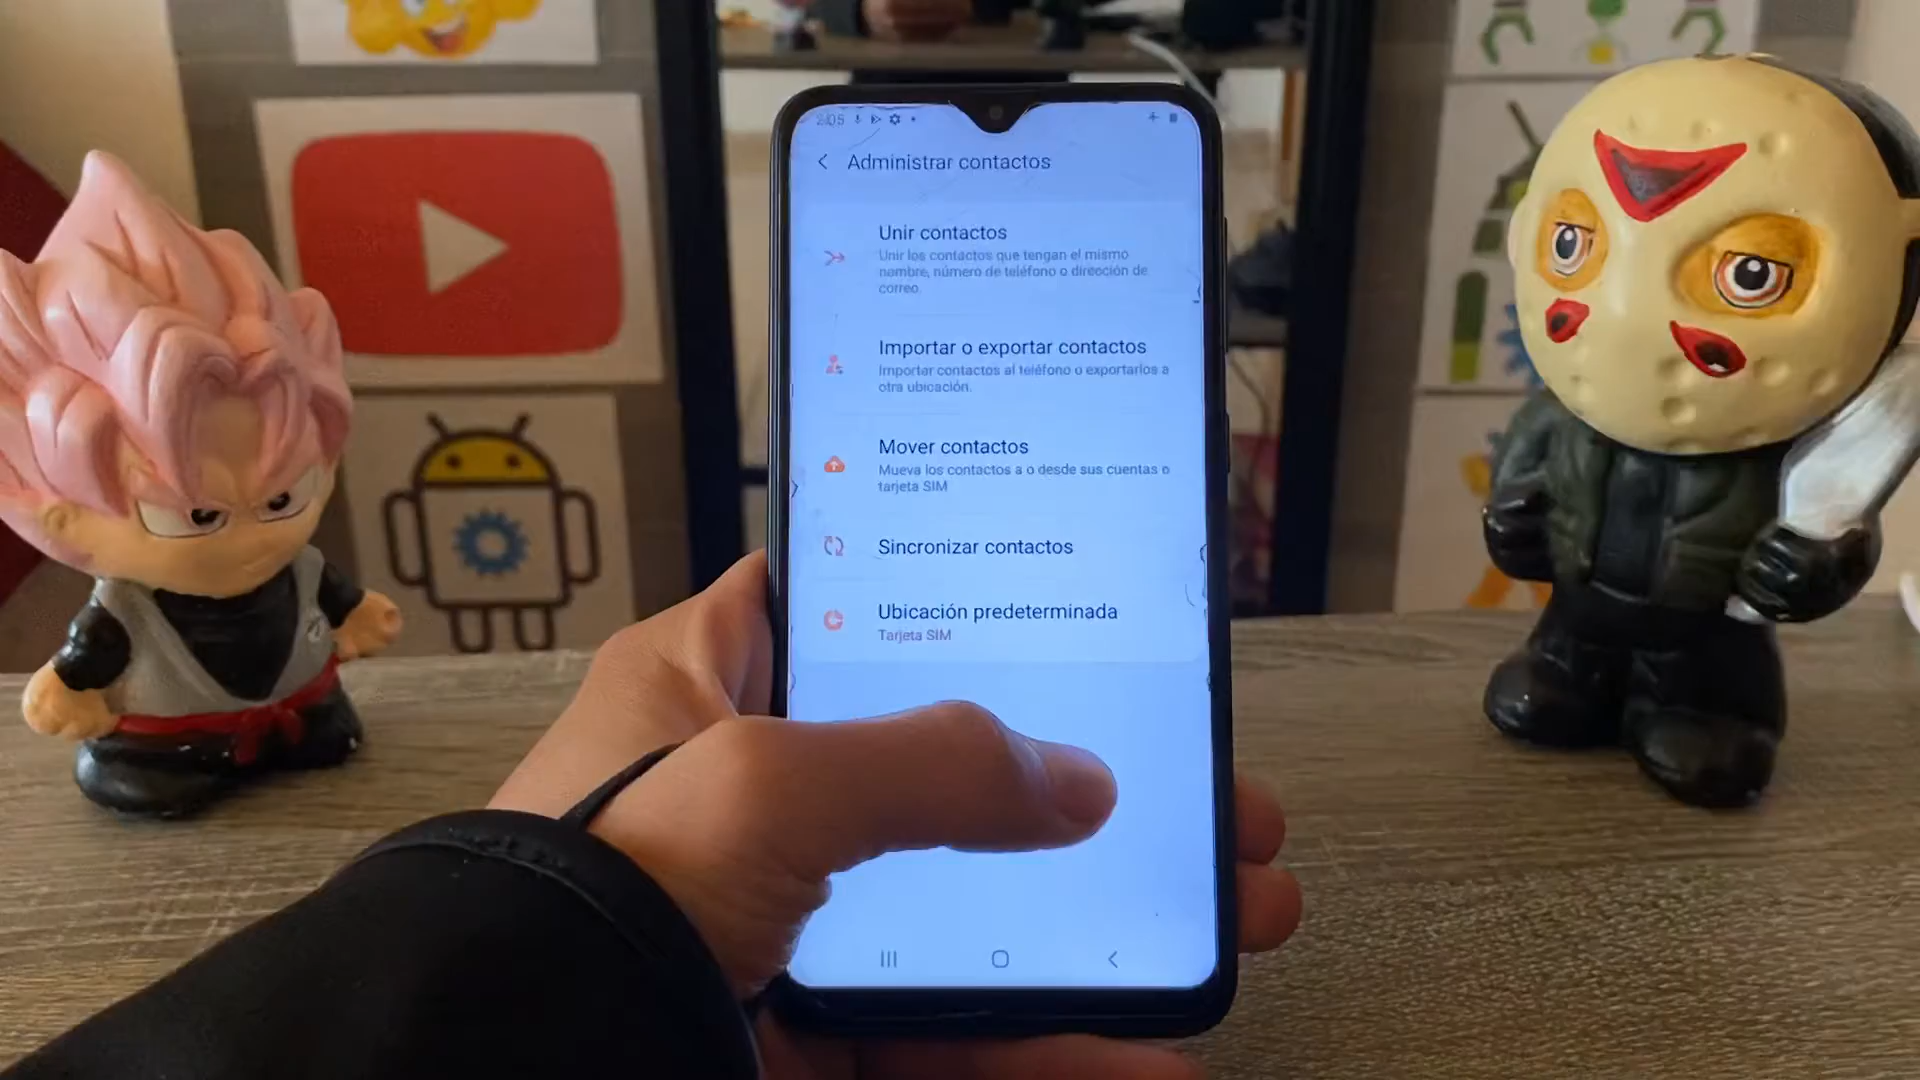 2:05
Administrar contactos
Unir contactos
Unir los contactos que tengan el mismo
nombre, número de teléfono o dirección de
correo.
Importar o exportar contactos
Importar contactos al teléfono o exportarlos a
otra ubicación.
Mover contactos
Mueva los contactos a o desde sus cuentas o
tarjeta SIM
Sincronizar contactos
Ubicación predeterminada
Tarjeta SIM